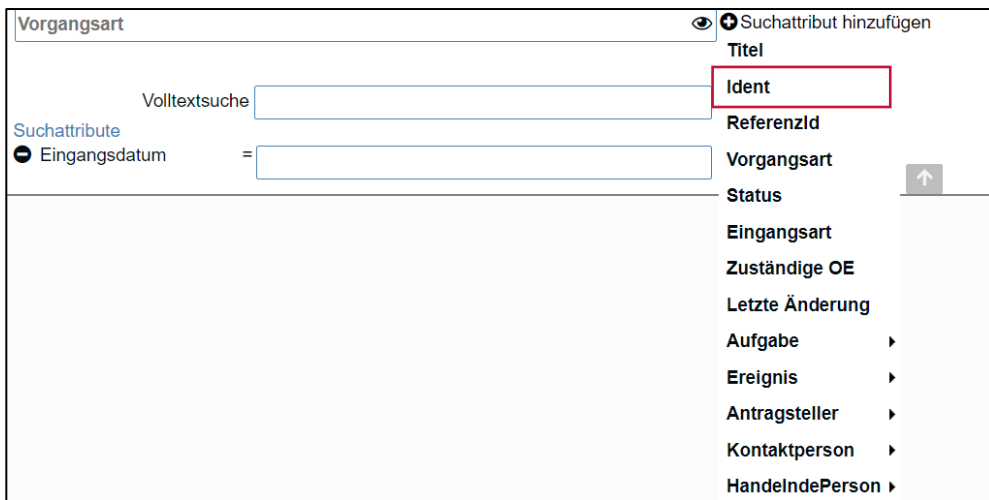 Vorgangsart
Suchattribut hinzufügen
Titel
Ident
Volltextsuche
ReferenzId
Suchattribute
Eingangsdatum =
Vorgangsart
Status
Eingangsart
Zuständige OE
Letzte Änderung
Aufgabe
Ereignis
Antragsteller
Kontaktperson
HandelndePerson